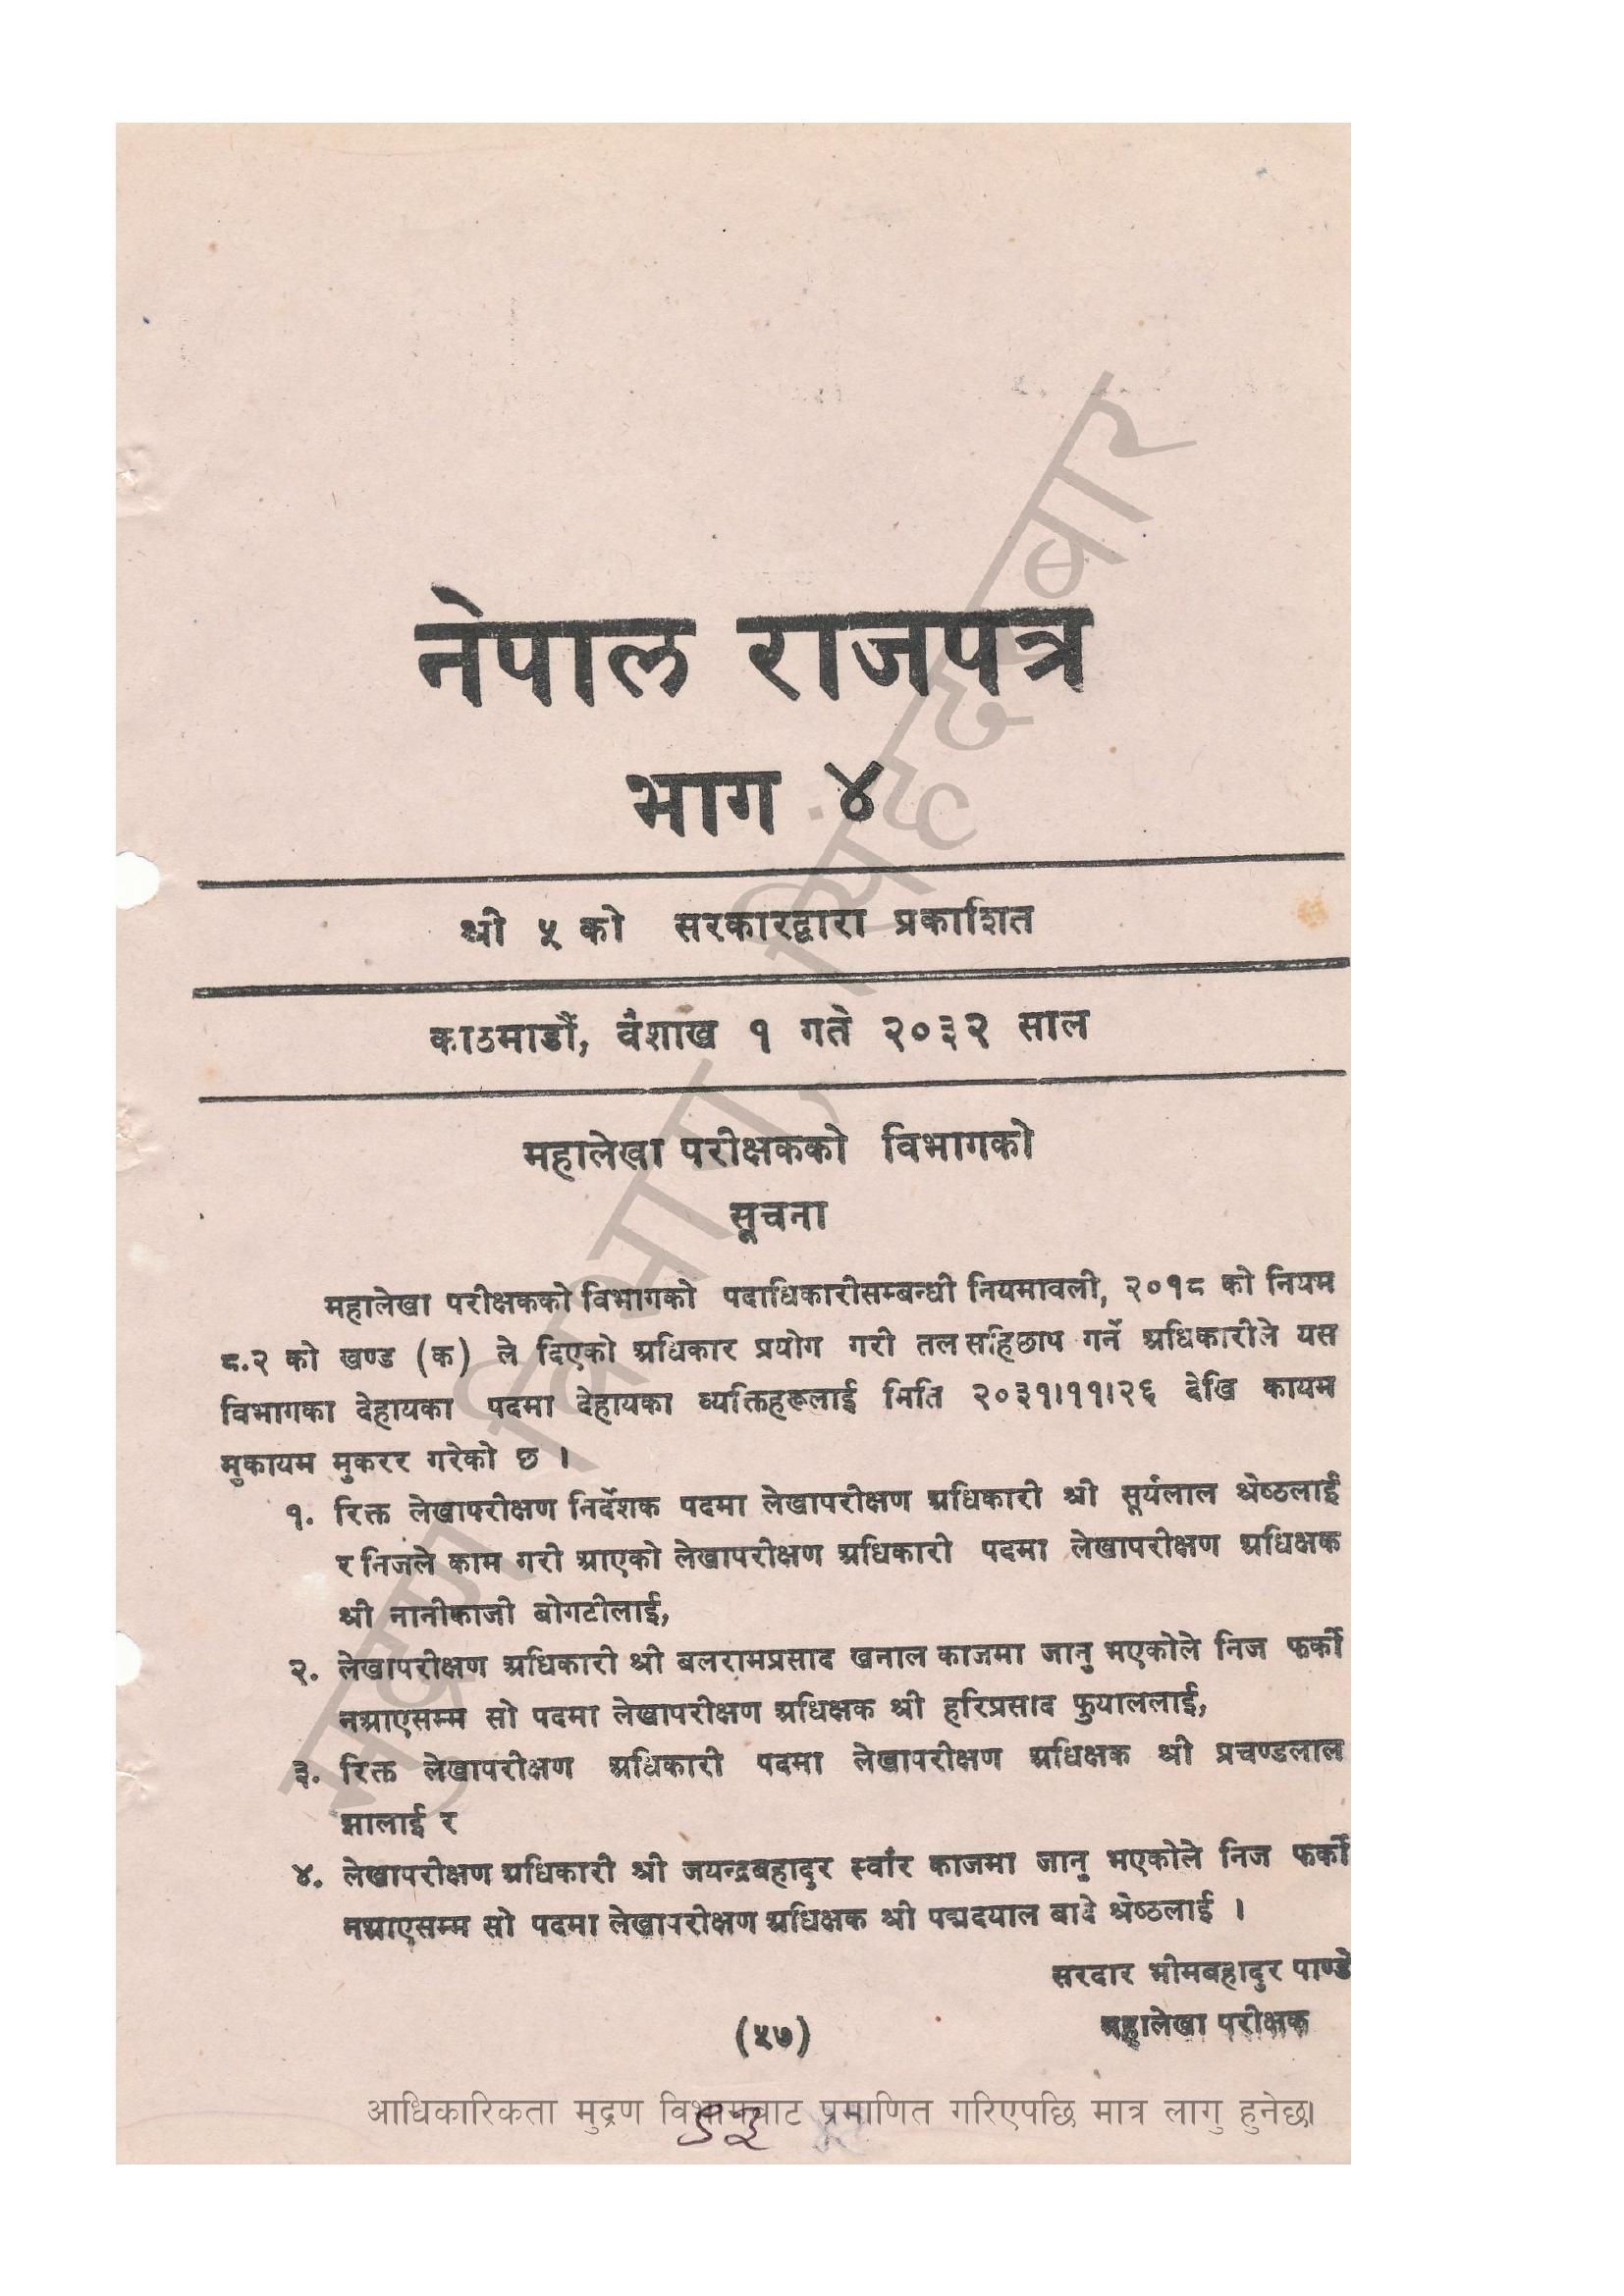 नेपाल राजपत्र
भाग ४
श्री ५ को सरकारद्वारा प्रकाशित
काठमाडौं, वैशाख १ गते २०३२ साल
महालेखा परीक्षकको विभागको
सूचना
महालेखा परीक्षकको विभागको पदाधिकारीसम्बन्धी नियमावली, २०१८ को नियम
८.२ को खण्ड (क) ले दिएको अधिकार प्रयोग गरी तल सहिछाप गर्ने अधिकारीले यस
विभागका देहायका पदमा देहायका व्यक्तिहरूलाई मिति २०३१।११।२६ देखि कायम
मुकायम मुकरर गरेको छ ।
१. रिक्त लेखापरीक्षण निर्देशक पदमा लेखापरीक्षण अधिकारी श्री सूर्यलाल श्रेष्ठलाई
र निजले काम गरी आएको लेखापरीक्षण अधिकारी पदमा लेखापरीक्षण अधिक्षक
श्री नानीकाजी बोगटीलाई,
२. लेखापरीक्षण अधिकारी श्री बलरामप्रसाद खनाल काजमा जानु भएकोले निज फर्की
नआएसम्म सो पदमा लेखापरीक्षण अधिक्षक श्री हरिप्रसाद फुयाललाई,
३. रिक्त लेखापरीक्षण अधिकारी पदमा लेखापरीक्षण अधिक्षक श्री प्रचण्डलाल
झालाई र
४. लेखापरीक्षण अधिकारी श्री जयन्द्रबहादुर स्वाँर काजमा जानु भएकोले निज फर्की
नआएसम्म सो पदमा लेखापरीक्षण अधिक्षक श्री पद्मदयाल बादे श्रेष्ठलाई ।
सरदार भीमबहादुर पाण्डे
महालेखा परीक्षक
(५७)
मुद्रण विभाग, सिंहदरबार
आधिकारिकता मुद्रण विभागबाट प्रमाणित गरिएपछि मात्र लागु हुनेछ।